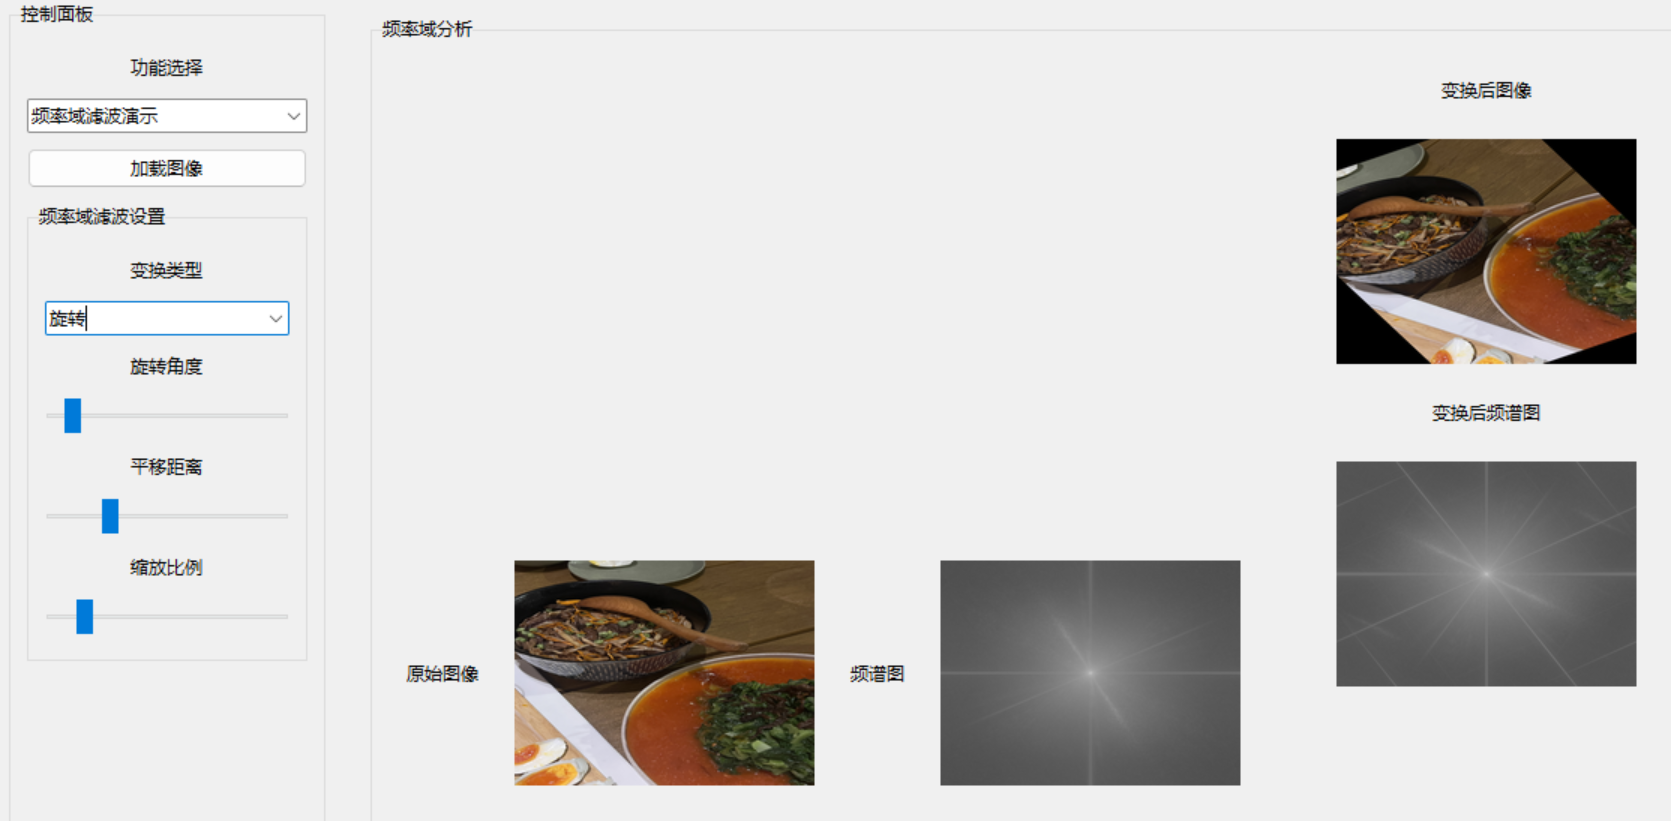 控制面板
功能选择
频率域滤波演示
加载图像
频率域滤波设置
变换类型
旋转
旋转角度
平移距离
缩放比例
频率域分析
变换后图像
变换后频谱图
原始图像
频谱图